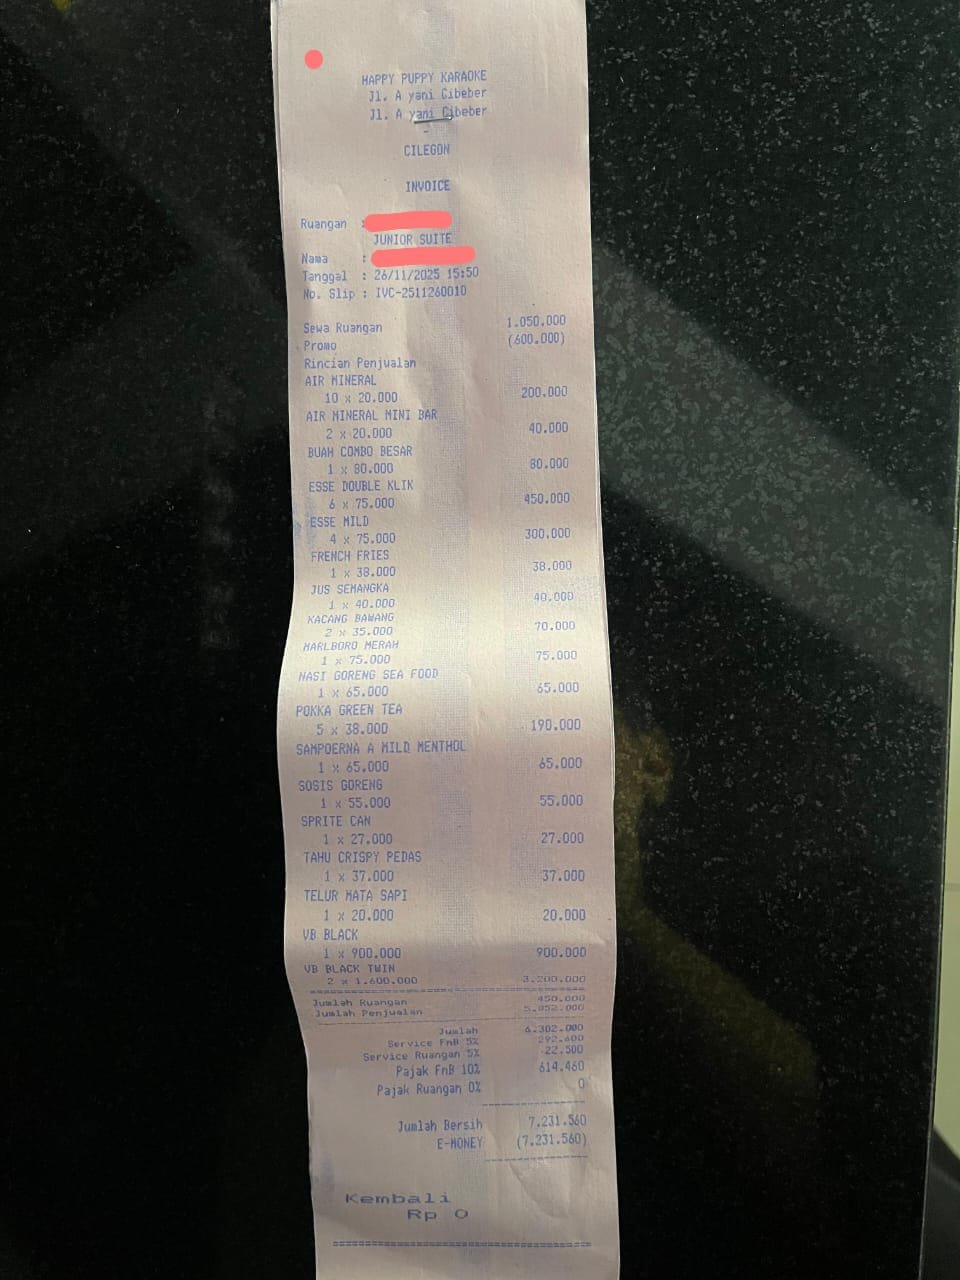 HAPPY PUPPY KARAOKE
Jl. A yani Cibeber
Jl. A yani Cibeber
-
CILEGON
INVOICE
Ruangan :
JUNIOR SUITE
Nama :
Tanggal : 26/11/2025 15:50
No. Slip : IVC-2511260010
Sewa Ruangan 1.050.000
Promo (600.000)
Rincian Penjualan
AIR MINERAL
10 x 20.000 200.000
AIR MINERAL MINI BAR
2 x 20.000 40.000
BUAH COMBO BESAR
1 x 80.000 80.000
ESSE DOUBLE KLIK
6 x 75.000 450.000
ESSE MILD
4 x 75.000 300.000
FRENCH FRIES
1 x 38.000 38.000
JUS SEMANGKA
1 x 40.000 40.000
KACANG BAWANG
2 x 35.000 70.000
MARLBORO MERAH
1 x 75.000 75.000
NASI GORENG SEA FOOD
1 x 65.000 65.000
POKKA GREEN TEA
5 x 38.000 190.000
SAMPOERNA A MILD MENTHOL
1 x 65.000 65.000
SOSIS GORENG
1 x 55.000 55.000
SPRITE CAN
1 x 27.000 27.000
TAHU CRISPY PEDAS
1 x 37.000 37.000
TELUR MATA SAPI
1 x 20.000 20.000
VB BLACK
1 x 900.000 900.000
VB BLACK TWIN
2 x 1.600.000 3.200.000
Jumlah Ruangan 450.000
Jumlah Penjualan 5.852.000
Jumlah 6.302.000
Service FnB 5% 292.600
Service Ruangan 5% 22.500
Pajak FnB 10% 614.460
Pajak Ruangan 0% 0
Jumlah Bersih 7.231.560
E-MONEY (7.231.560)
Kembali
Rp 0